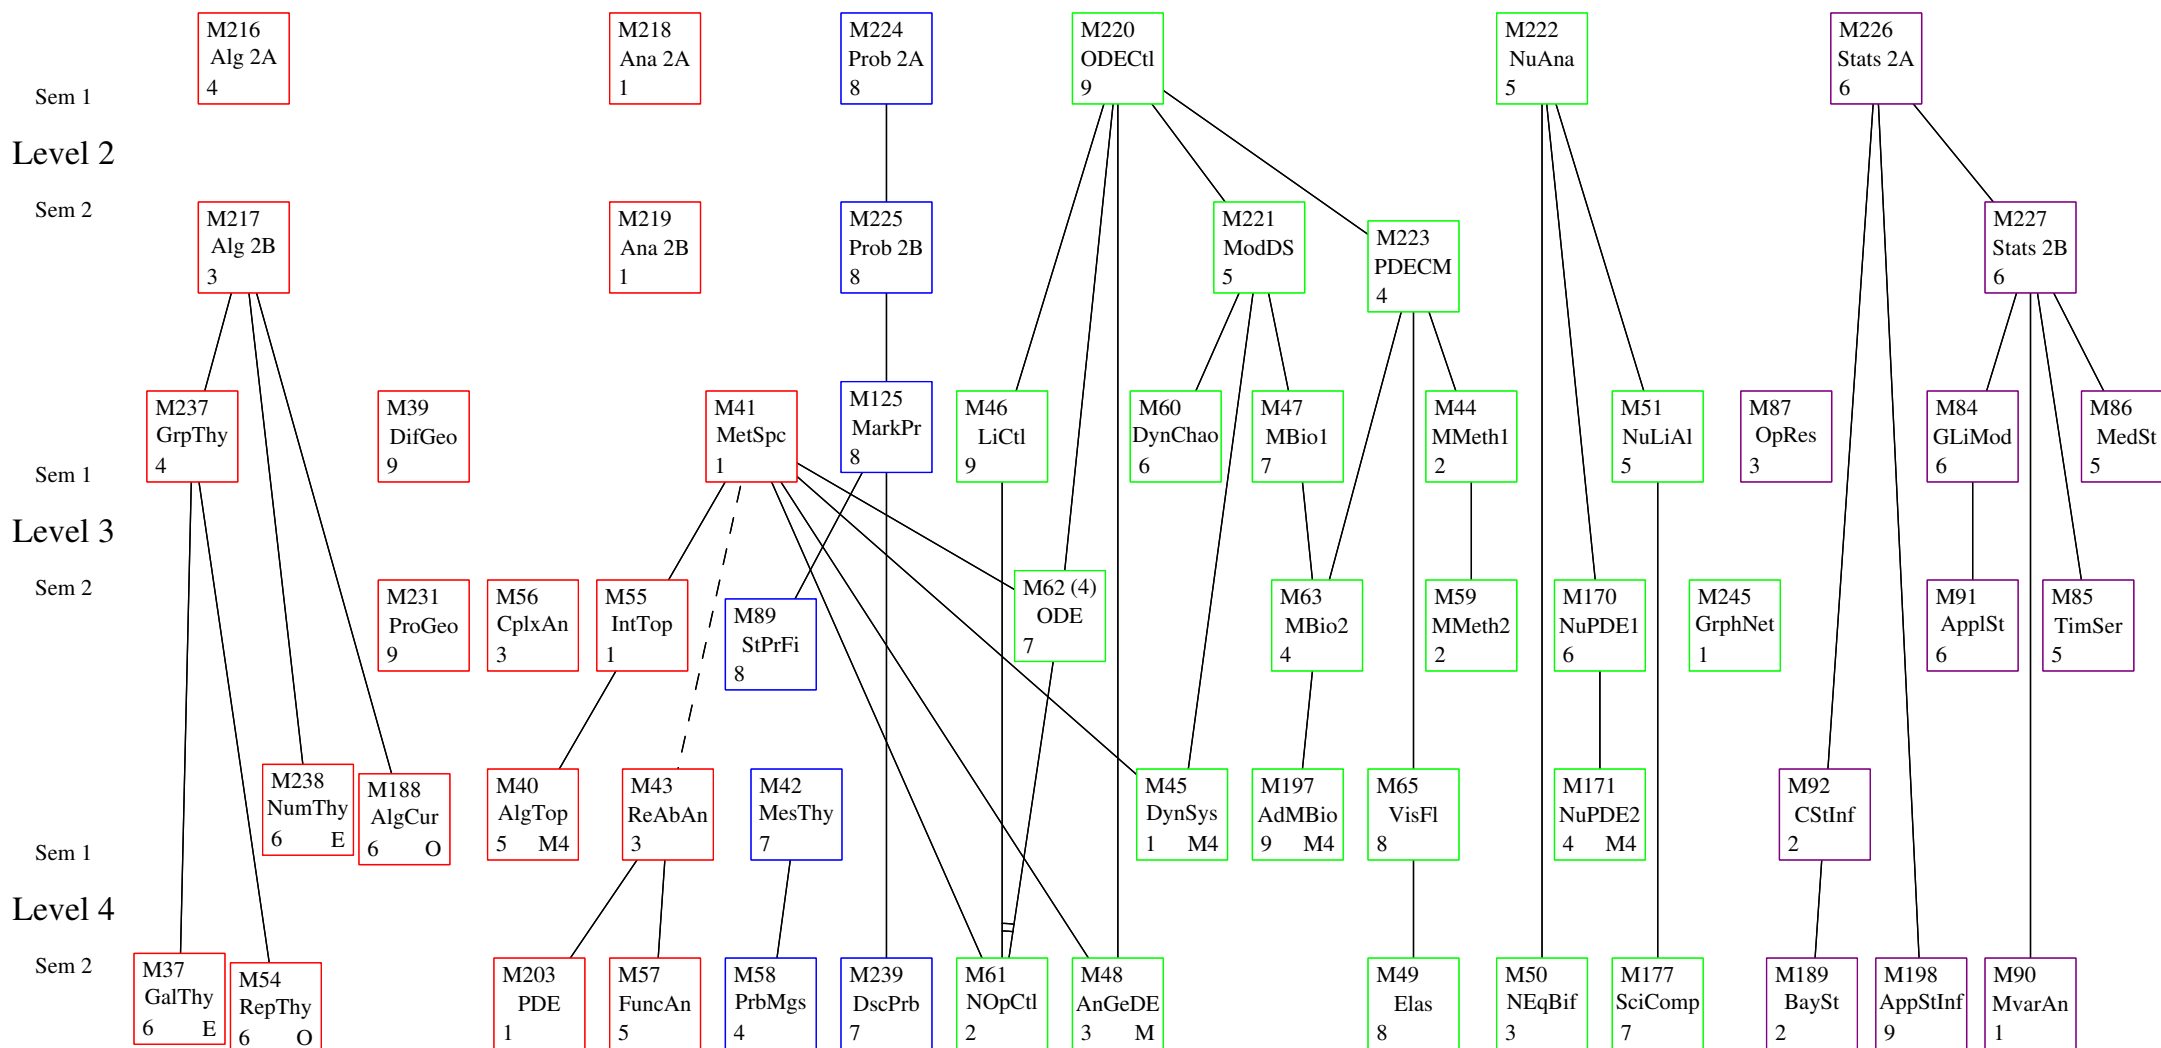 M216
Alg 2A
4
M218
Ana 2A
1
M224
Prob 2A
8
M220
ODECtl
9
M222
NuAna
5
M226
Stats 2A
6
Sem 1
Level 2
Sem 2
M217
Alg 2B
3
M219
Ana 2B
1
M225
Prob 2B
8
M221
ModDS
5
M223
PDECM
4
M227
Stats 2B
6
M237
GrpThy
4
M39
DifGeo
9
M41
MetSpc
1
M125
MarkPr
8
M46
LiCtl
9
M60
DynChao
6
M47
MBio1
7
M44
MMeth1
2
M51
NuLiAl
5
M87
OpRes
3
M84
GLiMod
6
M86
MedSt
5
Sem 1
Level 3
Sem 2
M231
ProGeo
9
M56
CplxAn
3
M55
IntTop
1
M89
StPrFi
8
M62 (4)
ODE
7
M63
MBio2
4
M59
MMeth2
2
M170
NuPDE1
6
M245
GrphNet
1
M91
ApplSt
6
M85
TimSer
5
M238
NumThy
6 E
M188
AlgCur
6 O
M40
AlgTop
5 M4
M43
ReAbAn
3
M42
MesThy
7
M45
DynSys
1 M4
M197
AdMBio
9 M4
M65
VisFl
8
M171
NuPDE2
4 M4
M92
CStInf
2
Sem 1
Level 4
Sem 2
M37
GalThy
6 E
M54
RepThy
6 O
M203
PDE
1
M57
FuncAn
5
M58
PrbMgs
4
M239
DscPrb
7
M61
NOpCtl
2
M48
AnGeDE
3 M
M49
Elas
8
M50
NEqBif
3
M177
SciComp
7
M189
BaySt
2
M198
AppStInf
9
M90
MvarAn
1